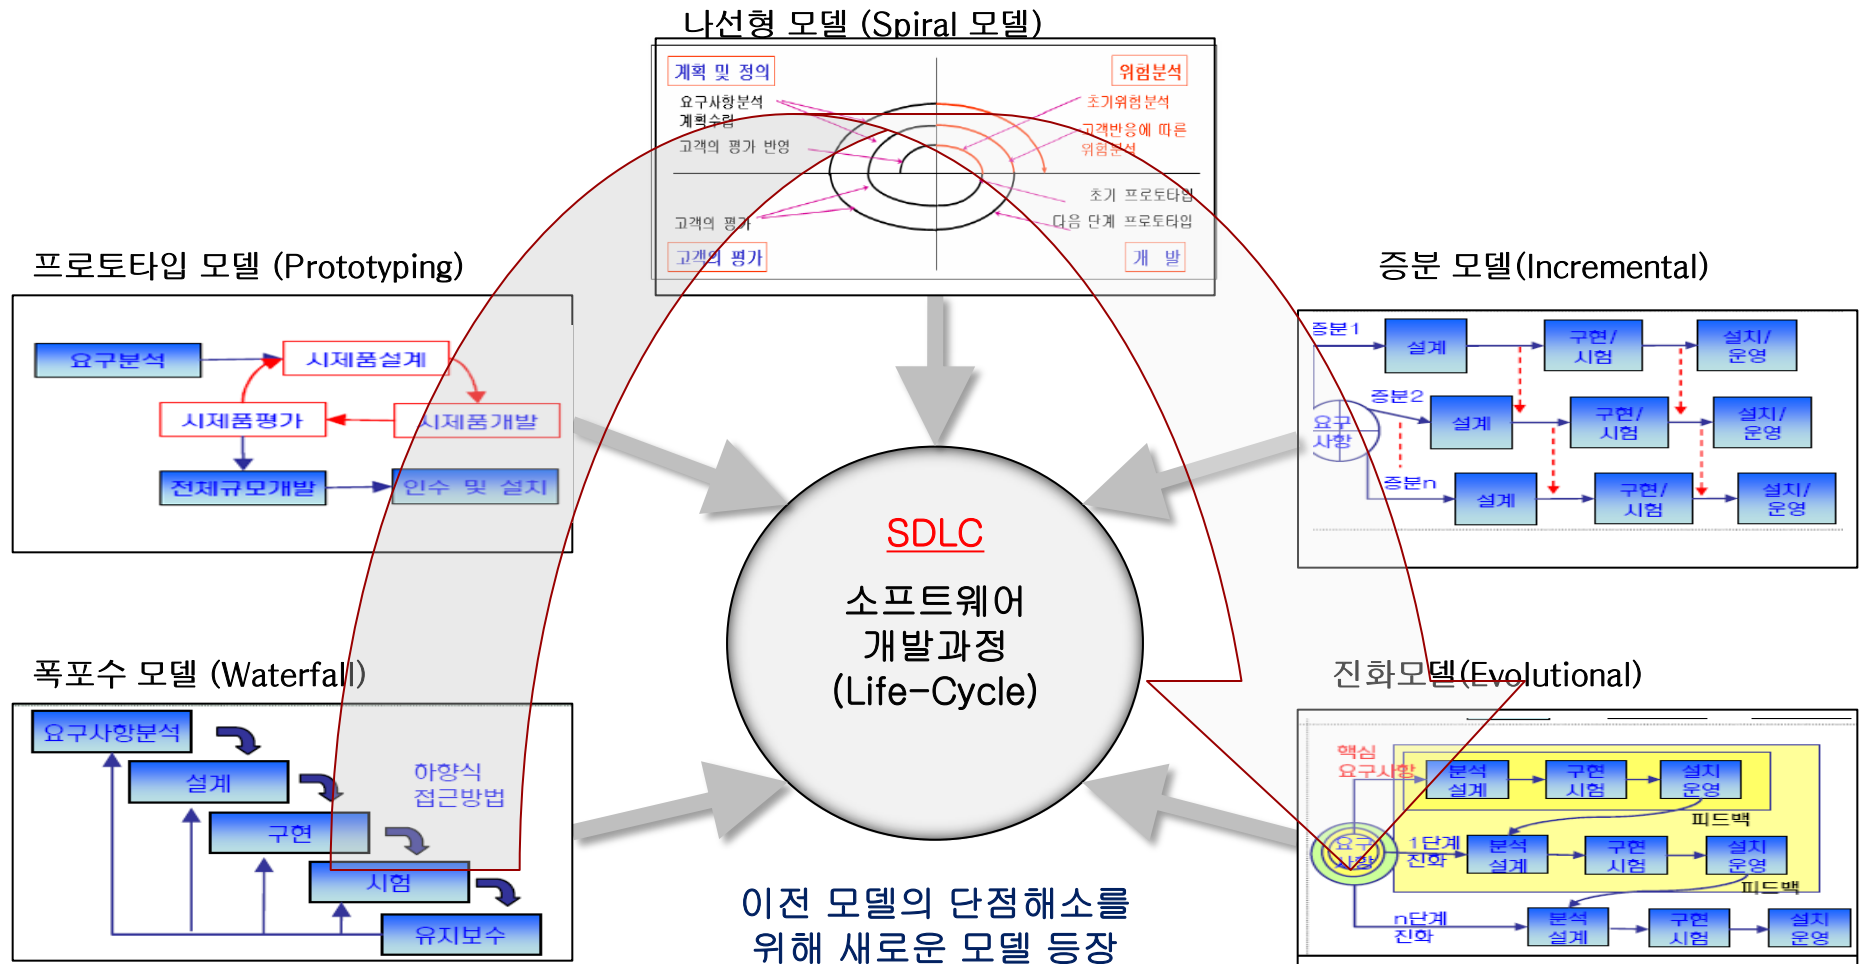 나선형 모델 (Spiral 모델)
계획 및 정의
위험분석
요구사항분석
계획수립
고객의 평가 반영
초기위험분석
고객반응에 따른
위험분석
고객의 평가
초기 프로토타입
다음 단계 프로토타입
고객의 평가
개 발
프로토타입 모델 (Prototyping)
요구분석
시제품설계
시제품평가
시제품개발
전체규모개발
인수 및 설치
증분 모델(Incremental)
증분1
설계
구현/
시험
설치/
운영
증분2
요구
사항
설계
구현/
시험
설치/
운영
증분n
설계
구현/
시험
설치/
운영
SDLC
소프트웨어
개발과정
(Life-Cycle)
폭포수 모델 (Waterfall)
요구사항분석
설계
하향식
접근방법
구현
시험
유지보수
진화모델(Evolutional)
핵심
요구사항
분석
설계
구현
시험
설치
운영
피드백
요구
사항
1단계
진화
분석
설계
구현
시험
설치
운영
피드백
n단계
진화
분석
설계
구현
시험
설치
운영
이전 모델의 단점해소를
위해 새로운 모델 등장